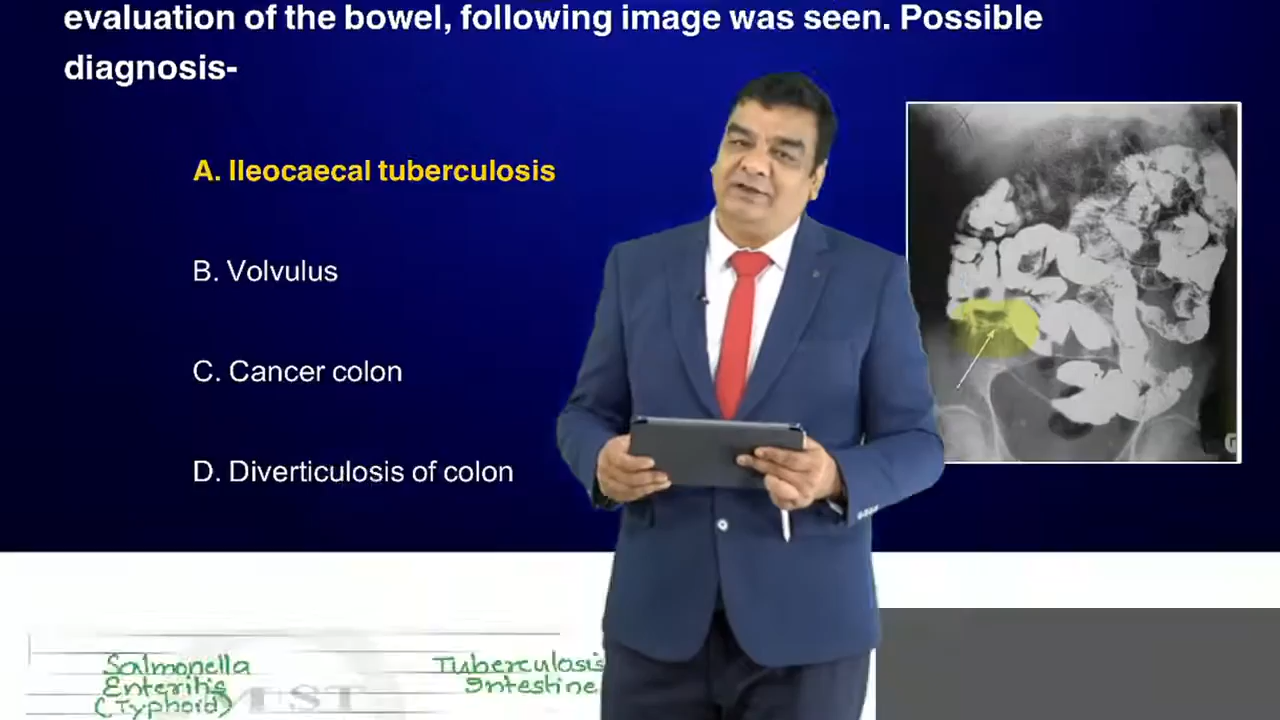 evaluation of the bowel, following image was seen. Possible
diagnosis-
A. Ileocaecal tuberculosis
B. Volvulus
C. Cancer colon
D. Diverticulosis of colon
Salmonella
Enteritis
(Typhoid)
Tuberculosis
Intestine